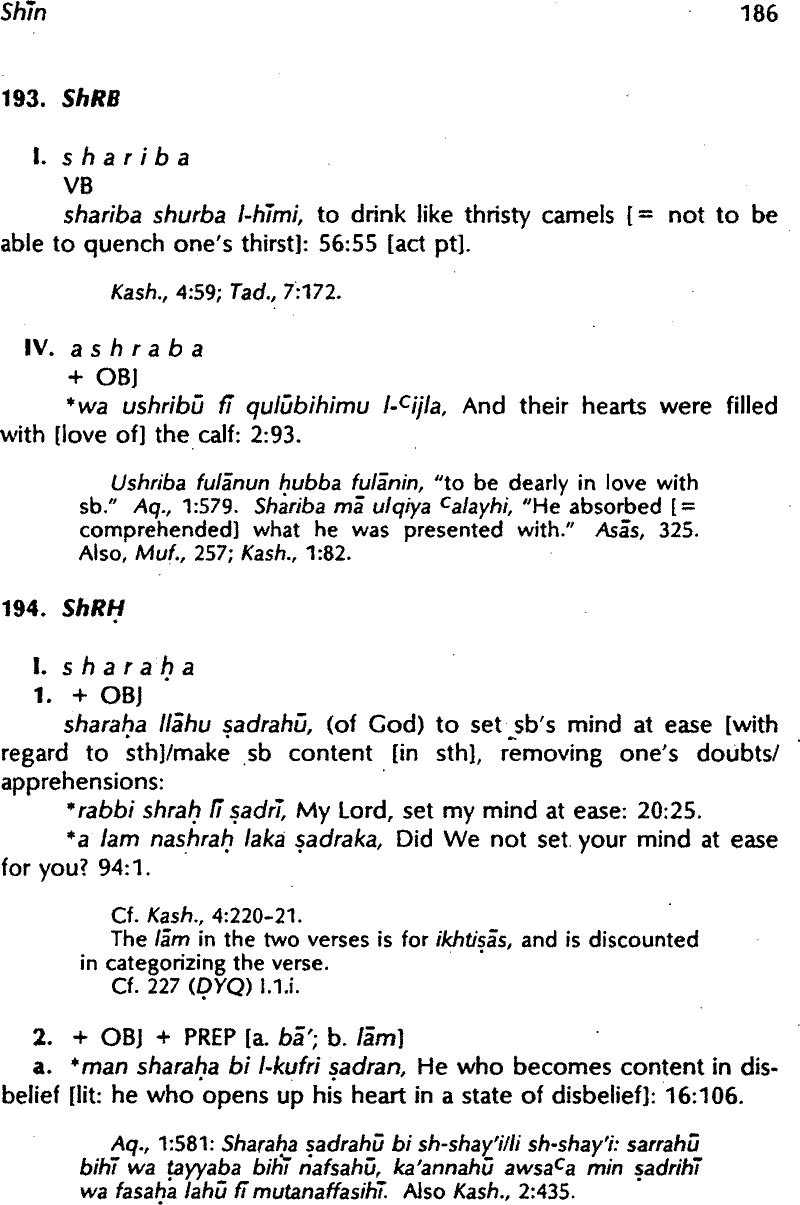 Shīn 186
193. ShRB
I. s h a r i b a
VB
shariba shurba l-hīmi, to drink like thristy camels [= not to be
able to quench one's thirst]: 56:55 [act pt].
Kash., 4:59; Tad., 7:172.
IV. a s h r a b a
+ OBJ
*wa ushribū fī qulūbihimu l-ᶜijla, And their hearts were filled
with [love of] the calf: 2:93.
Ushriba fulānun ḥubba fulānin, "to be dearly in love with
sb." Aq., 1:579. Shariba mā ulqiya ᶜalayhi, "He absorbed [=
comprehended] what he was presented with." Asās, 325.
Also, Muf., 257; Kash., 1:82.
194. ShRḤ
I. s h a r a ḥ a
1. + OBJ
sharaḥa llāhu ṣadrahū, (of God) to set sb's mind at ease [with
regard to sth]/make sb content [in sth], removing one's doubts/
apprehensions:
*rabbi shraḥ lī ṣadrī, My Lord, set my mind at ease: 20:25.
*a lam nashraḥ laka ṣadraka, Did We not set your mind at ease
for you? 94:1.
Cf. Kash., 4:220-21.
The lām in the two verses is for ikhtiṣāṣ, and is discounted
in categorizing the verse.
Cf. 227 (ḌYQ) I.1.i.
2. + OBJ + PREP [a. bā'; b. lām]
a. *man sharaḥa bi l-kufri ṣadran, He who becomes content in dis-
belief [lit: he who opens up his heart in a state of disbelief]: 16:106.
Aq., 1:581: Sharaḥa ṣadrahū bi sh-shay'i/li sh-shay'i: sarrahū
bihī wa ṭayyaba bihī nafsahū, ka'annahū awsaᶜa min ṣadrihī
wa fasaḥa lahū fī mutanaffasihī. Also Kash., 2:435.